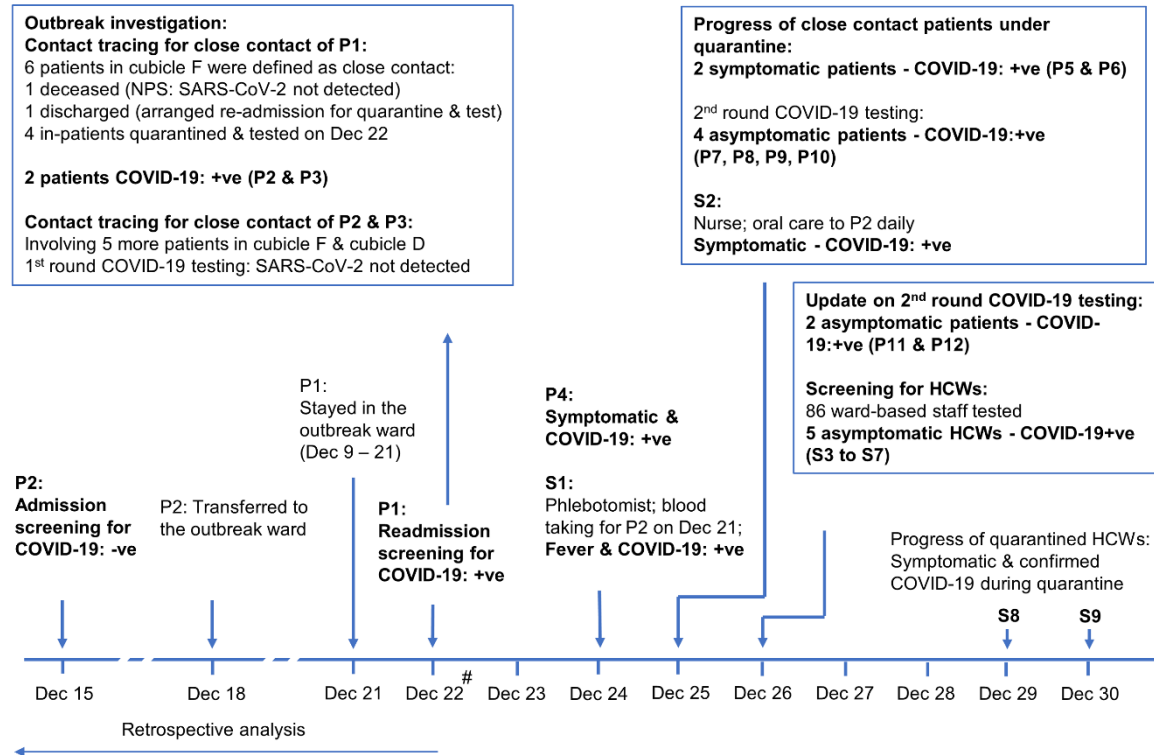 Outbreak investigation:
Contact tracing for close contact of P1:
6 patients in cubicle F were defined as close contact:
1 deceased (NPS: SARS-CoV-2 not detected)
1 discharged (arranged re-admission for quarantine & test)
4 in-patients quarantined & tested on Dec 22
2 patients COVID-19: +ve (P2 & P3)
Contact tracing for close contact of P2 & P3:
Involving 5 more patients in cubicle F & cubicle D
1st round COVID-19 testing: SARS-CoV-2 not detected
Progress of close contact patients under
quarantine:
2 symptomatic patients - COVID-19: +ve (P5 & P6)
2nd round COVID-19 testing:
4 asymptomatic patients - COVID-19:+ve
(P7, P8, P9, P10)
S2:
Nurse; oral care to P2 daily
Symptomatic - COVID-19: +ve
Update on 2nd round COVID-19 testing:
2 asymptomatic patients - COVID-
19:+ve (P11 & P12)
Screening for HCWs:
86 ward-based staff tested
5 asymptomatic HCWs - COVID19+ve
(S3 to S7)
P2:
Admission
screening for
COVID-19: -ve
P2: Transferred to
the outbreak ward
P1:
Stayed in the
outbreak ward
(Dec 9 – 21)
P1:
Readmission
screening for
COVID-19: +ve
P4:
Symptomatic &
COVID-19: +ve
S1:
Phlebotomist; blood
taking for P2 on Dec 21;
Fever & COVID-19: +ve
Progress of quarantined HCWs:
Symptomatic & confirmed
COVID-19 during quarantine
S8 S9
Dec 15 Dec 18 Dec 21 Dec 22 # Dec 23 Dec 24 Dec 25 Dec 26 Dec 27 Dec 28 Dec 29 Dec 30
Retrospective analysis